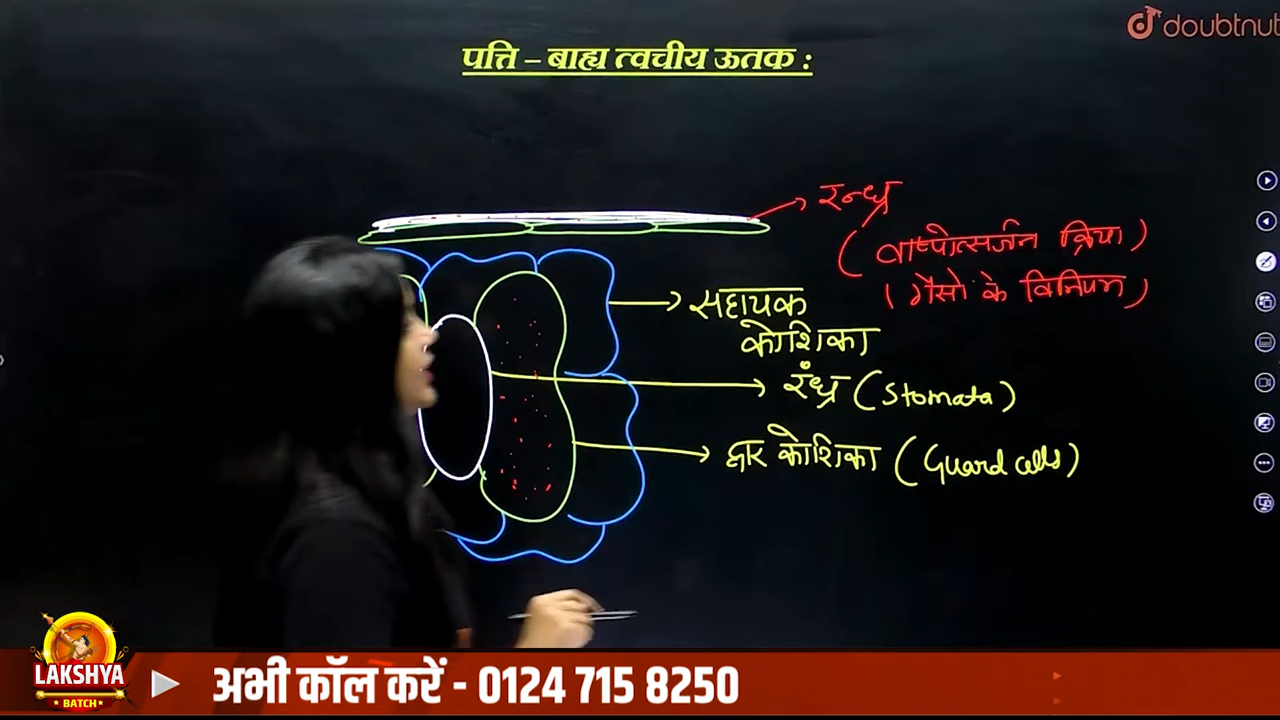 doubtnut
पत्ति – बाह्य त्वचीय ऊतक :
रन्ध्र
(वाष्पोत्सर्जन क्रिया)
(गैसो के विनिमय)
सहायक
कोशिका
रंध्र (Stomata)
द्वार कोशिका (Guard cells)
LAKSHYA
BATCH
अभी कॉल करें - 0124 715 8250